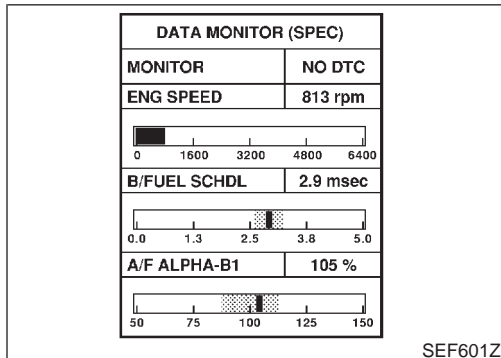 DATA MONITOR (SPEC)
MONITOR NO DTC
ENG SPEED 813 rpm
0 1600 3200 4800 6400
B/FUEL SCHDL 2.9 msec
0.0 1.3 2.5 3.8 5.0
A/F ALPHA-B1 105 %
50 75 100 125 150
SEF601Z